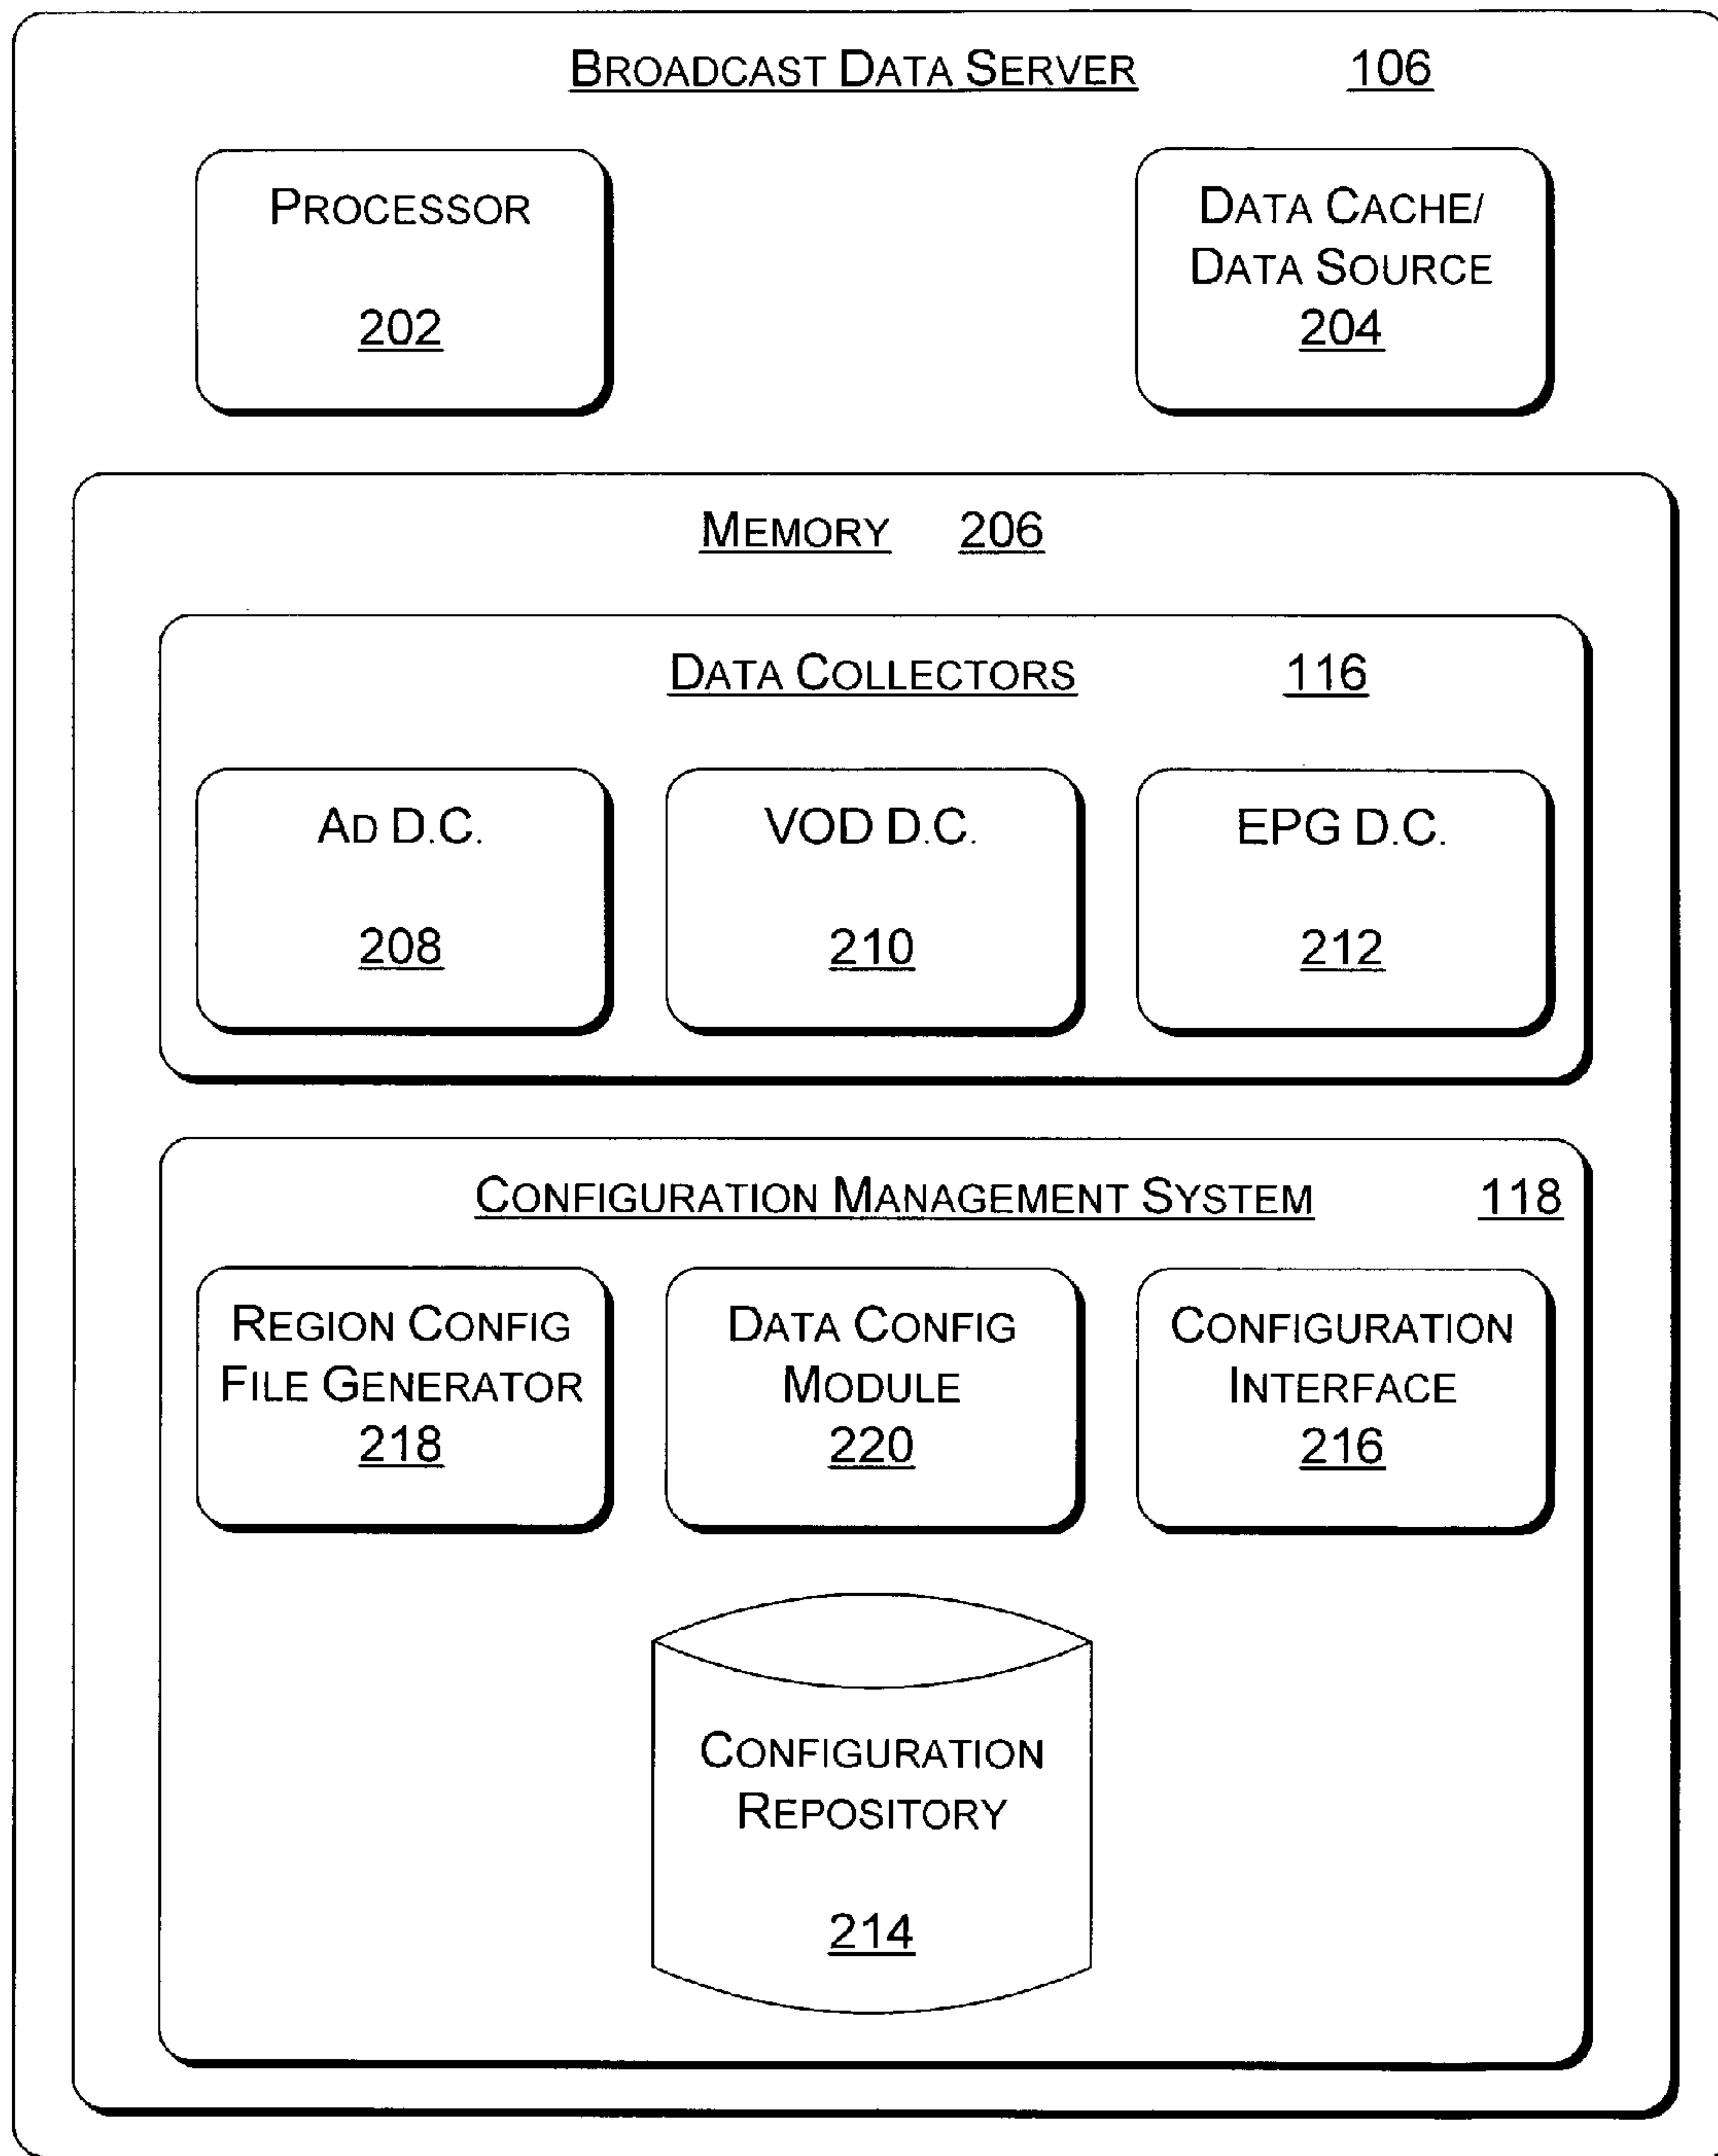 BROADCAST DATA SERVER 106
PROCESSOR
202
DATA CACHE/
DATA SOURCE
204
MEMORY 206
DATA COLLECTORS 116
AD D.C.
208
VOD D.C.
210
EPG D.C.
212
CONFIGURATION MANAGEMENT SYSTEM 118
REGION CONFIG
FILE GENERATOR
218
DATA CONFIG
MODULE
220
CONFIGURATION
INTERFACE
216
CONFIGURATION
REPOSITORY
214